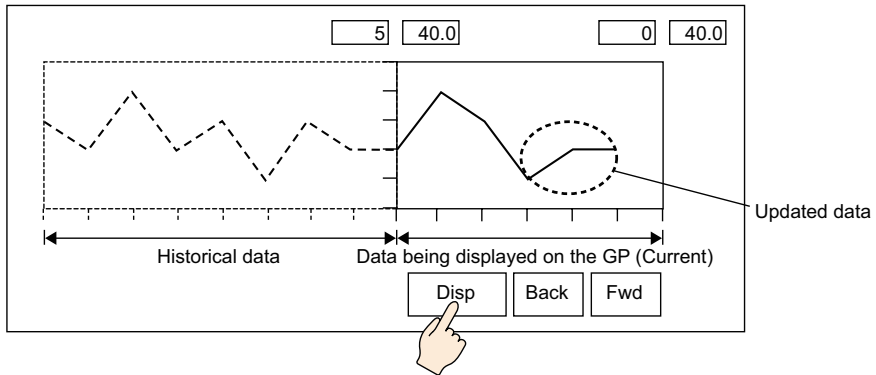 5 40.0 0 40.0
Updated data
Historical data Data being displayed on the GP (Current)
Disp Back Fwd